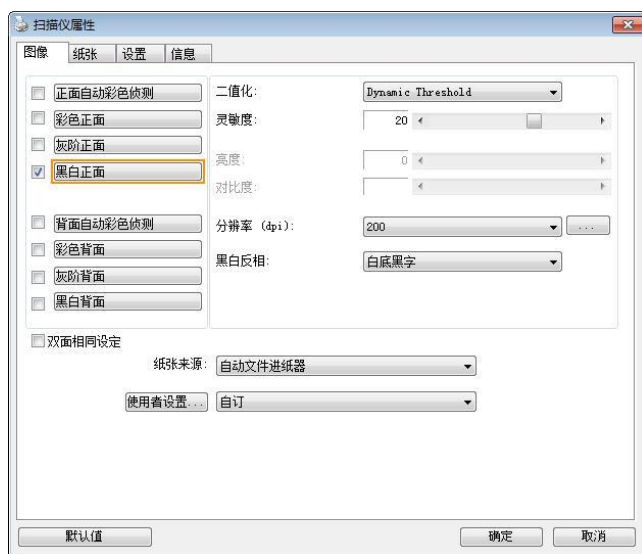 扫描仪属性
图像 纸张 设置 信息
正面自动彩色侦测
彩色正面
灰阶正面
黑白正面
背面自动彩色侦测
彩色背面
灰阶背面
黑白背面
二值化: Dynamic Threshold
灵敏度: 20
亮度: 0
对比度:
分辨率 (dpi): 200 ...
黑白反相: 白底黑字
双面相同设定
纸张来源: 自动文件进纸器
使用者设置... 自订
默认值 确定 取消